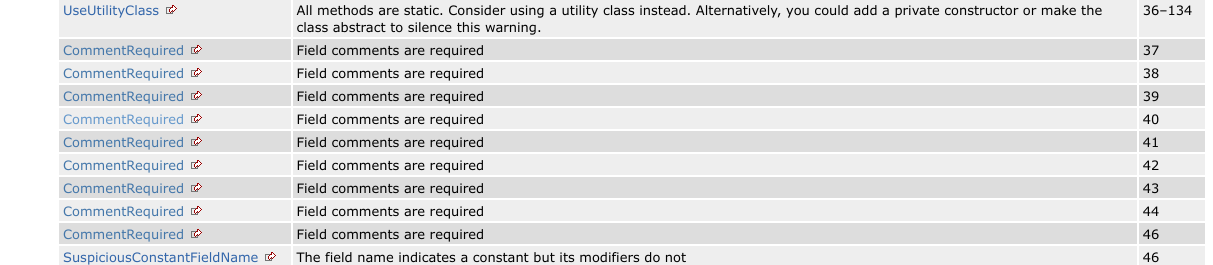 UseUtilityClass All methods are static. Consider using a utility class instead. Alternatively, you could add a private constructor or make the 36–134
class abstract to silence this warning.
CommentRequired Field comments are required 37
CommentRequired Field comments are required 38
CommentRequired Field comments are required 39
CommentRequired Field comments are required 40
CommentRequired Field comments are required 41
CommentRequired Field comments are required 42
CommentRequired Field comments are required 43
CommentRequired Field comments are required 44
CommentRequired Field comments are required 46
SuspiciousConstantFieldName The field name indicates a constant but its modifiers do not 46